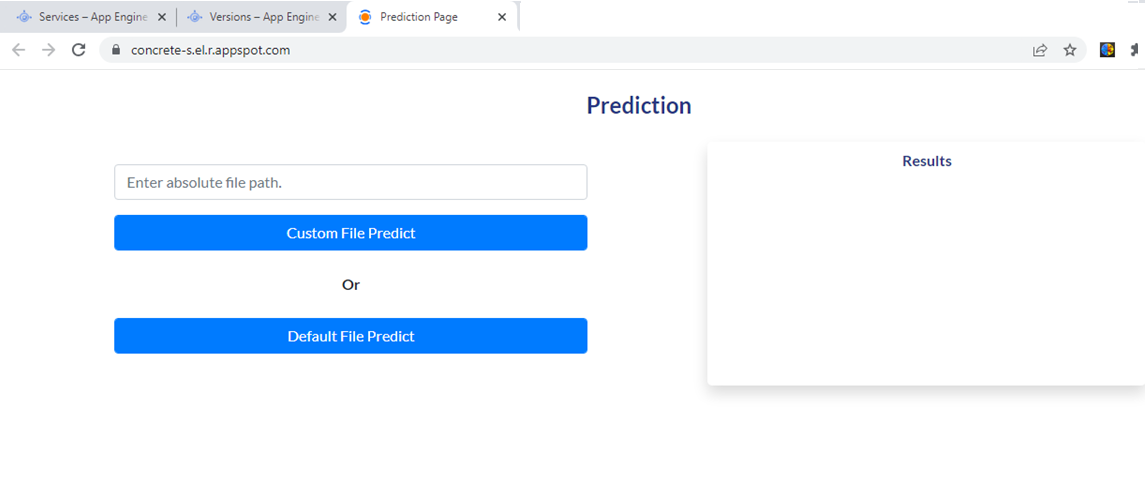 Services – App Engine
Versions – App Engine
Prediction Page
concrete-s.el.r.appspot.com
Prediction
Enter absolute file path.
Custom File Predict
Or
Default File Predict
Results